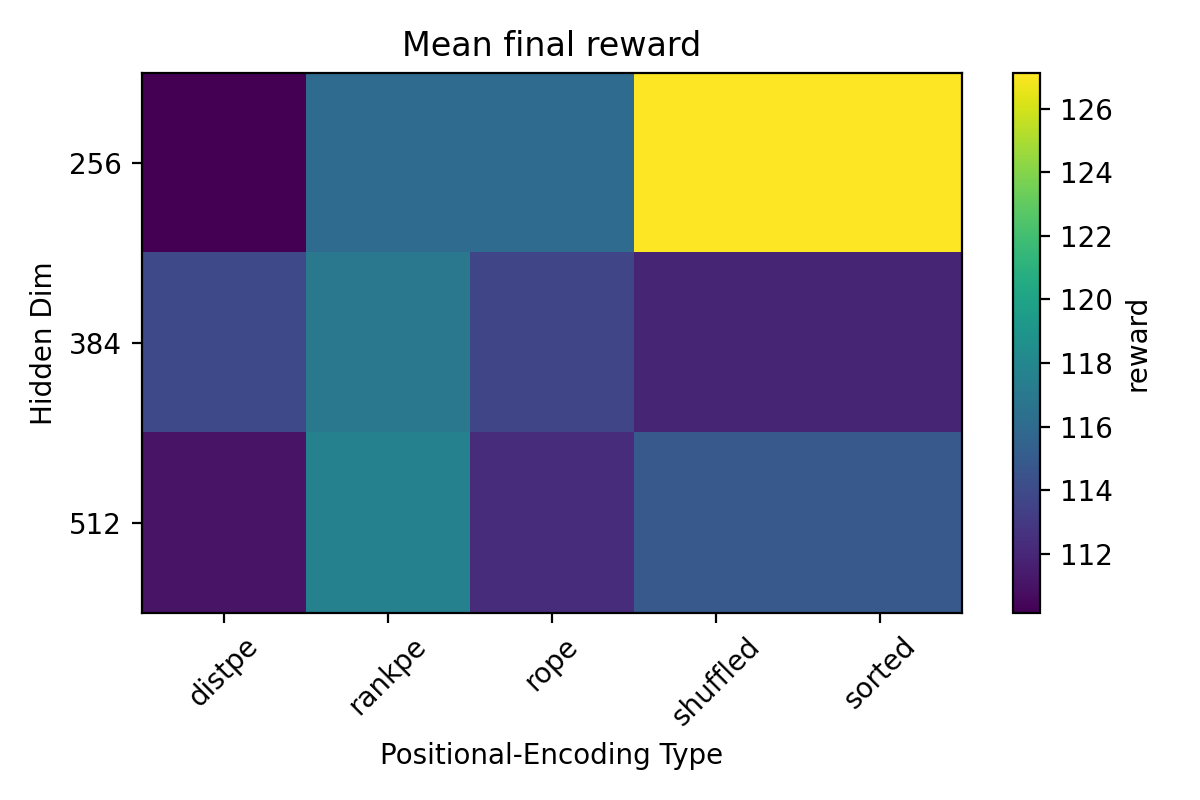 Mean final reward
Hidden Dim
256
384
512
distpe
rankpe
rope
shuffled
sorted
Positional-Encoding Type
126
124
122
120
118
116
114
112
reward